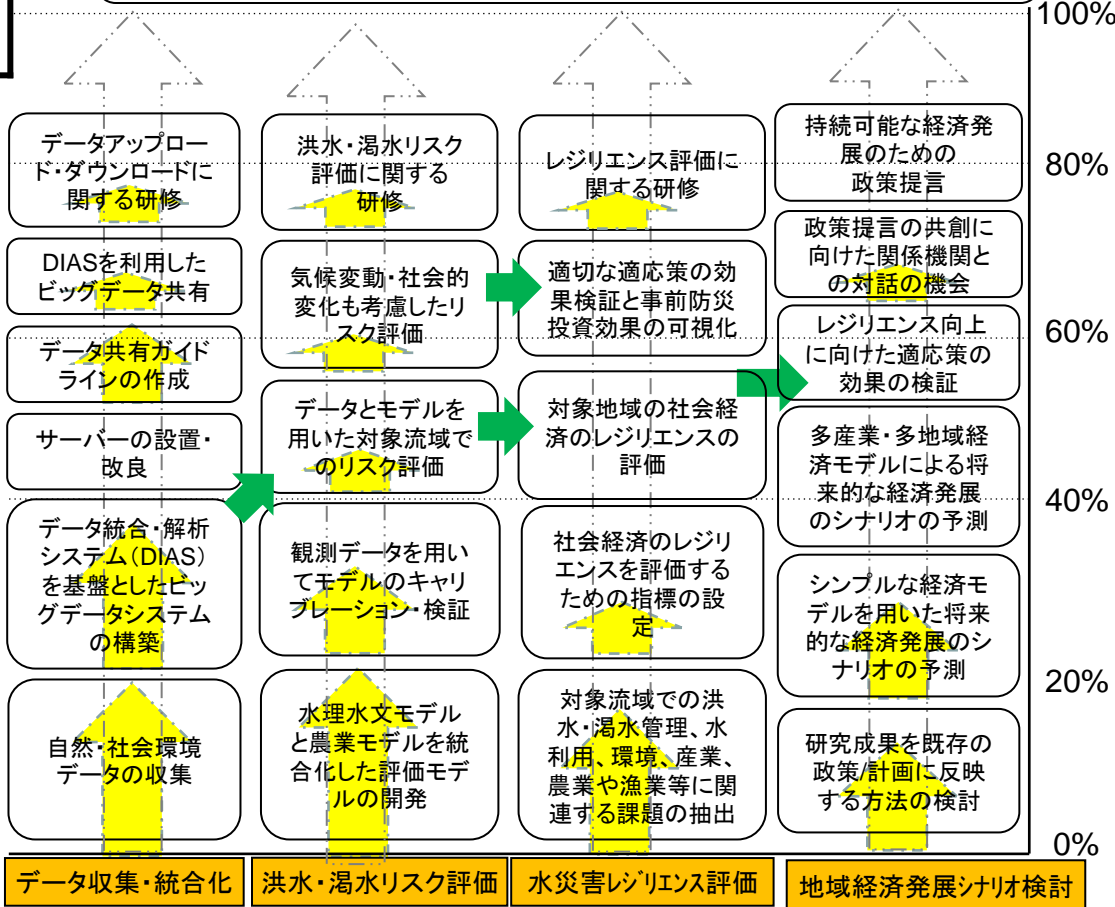 100%
80%
60%
40%
20%
0%
データアップロー
ド・ダウンロードに
関する研修
DIASを利用した
ビッグデータ共有
データ共有ガイド
ラインの作成
サーバーの設置・
改良
データ統合・解析
システム（DIAS）
を基盤としたビッ
グデータシステム
の構築
自然・社会環境
データの収集
データ収集・統合化
洪水・渇水リスク
評価に関する
研修
気候変動・社会的
変化も考慮したリ
スク評価
データとモデルを
用いた対象流域で
のリスク評価
観測データを用い
てモデルのキャリ
ブレーション・検証
水理水文モデル
と農業モデルを統
合化した評価モデ
ルの開発
洪水・渇水リスク評価
レジリエンス評価に
関する研修
適切な適応策の効
果検証と事前防災
投資効果の可視化
対象地域の社会経
済のレジリエンスの
評価
社会経済のレジリ
エンスを評価する
ための指標の設
定
対象流域での洪
水・渇水管理、水
利用、環境、産業、
農業や漁業等に関
連する課題の抽出
水災害ﾚｼﾞﾘｴﾝｽ評価
持続可能な経済発
展のための
政策提言
政策提言の共創に
向けた関係機関と
の対話の機会
レジリエンス向上
に向けた適応策の
効果の検証
多産業・多地域経
済モデルによる将
来的な経済発展
のシナリオの予測
シンプルな経済モ
デルを用いた将来
的な経済発展のシ
ナリオの予測
研究成果を既存の
政策/計画に反映
する方法の検討
地域経済発展ｼﾅﾘｵ検討